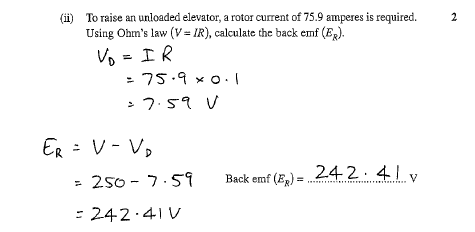 (ii) To raise an unloaded elevator, a rotor current of 75.9 amperes is required. 2
Using Ohm's law (V = IR), calculate the back emf (E_R).
V_D = I R
= 75.9 × 0.1
= 7.59 V
E_R = V - V_D
= 250 - 7.59
Back emf (E_R) = 242.41 V
= 242.41 V